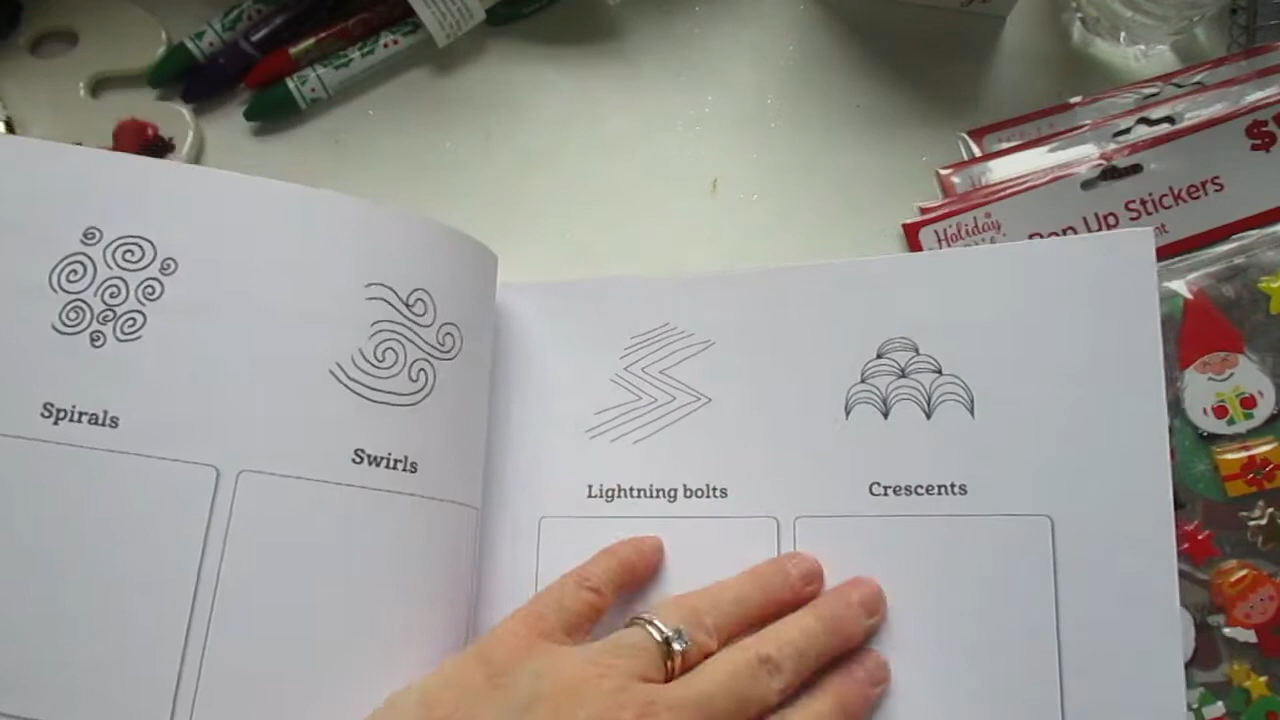 Spirals
Swirls
Lightning bolts
Crescents
Holiday
Pop Up Stickers